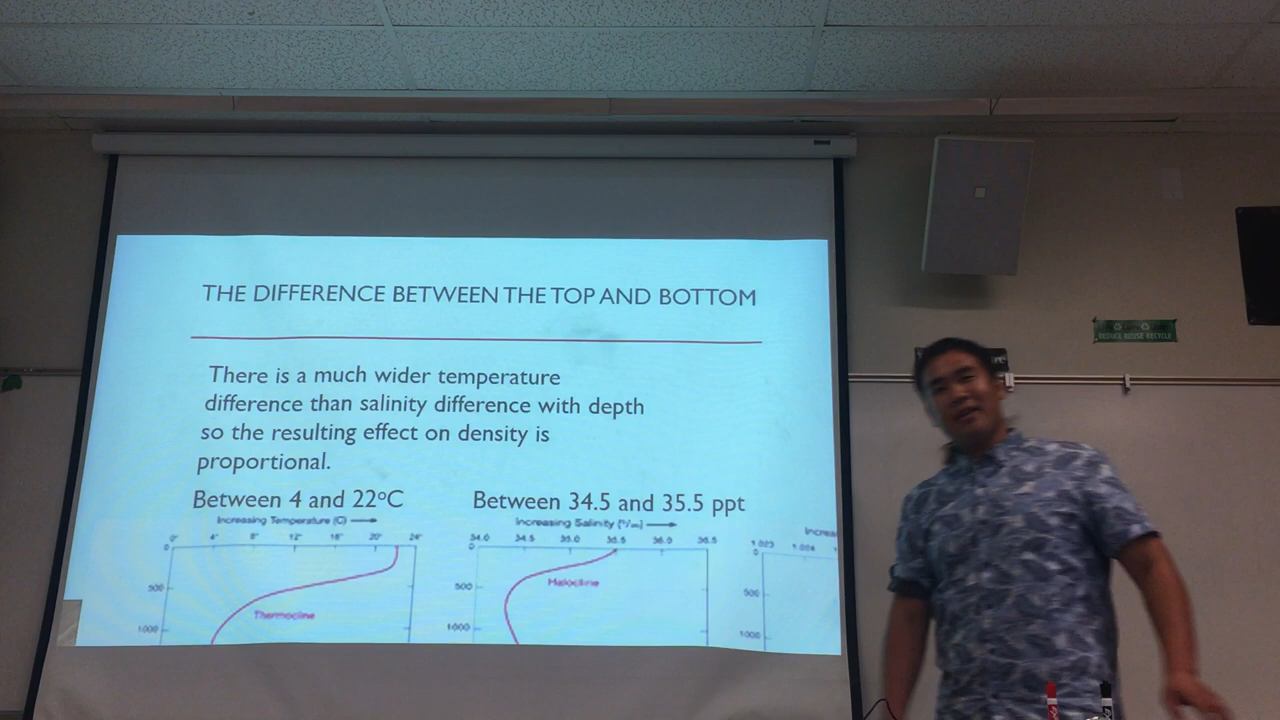 THE DIFFERENCE BETWEEN THE TOP AND BOTTOM
There is a much wider temperature
difference than salinity difference with depth
so the resulting effect on density is
proportional.
Between 4 and 22°C
Between 34.5 and 35.5 ppt
Increasing Temperature (C)
Increasing Salinity (‰)
Increas
0° 4° 8° 12° 16° 20° 24°
34.0 34.5 35.0 35.5 36.0 36.5
1.023 1.024
0
0
0
500
500
500
Thermocline
Halocline
1000
1000
1000
REDUCE REUSE RECYCLE